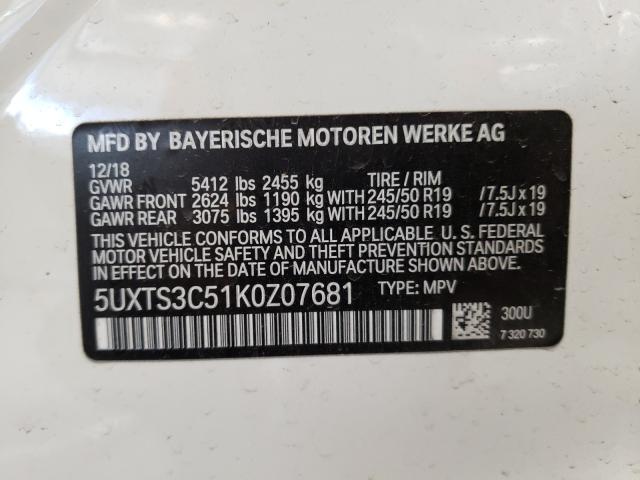 MFD BY BAYERISCHE MOTOREN WERKE AG
12/18
GVWR 5412 lbs 2455 kg TIRE / RIM
GAWR FRONT 2624 lbs 1190 kg WITH 245/50 R19 /7.5J x 19
GAWR REAR 3075 lbs 1395 kg WITH 245/50 R19 /7.5J x 19
THIS VEHICLE CONFORMS TO ALL APPLICABLE U. S. FEDERAL
MOTOR VEHICLE SAFETY AND THEFT PREVENTION STANDARDS
IN EFFECT ON THE DATE OF MANUFACTURE SHOWN ABOVE.
5UXTS3C51K0Z07681 TYPE: MPV
300U
7 320 730